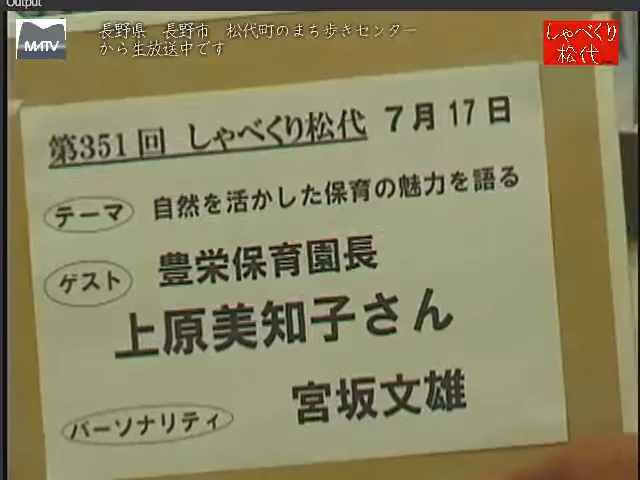 Output
MATV
長野県　長野市　松代町のまち歩きセンター
から生放送中です
しゃべくり
松代
第351回 しゃべくり松代 7月17日
テーマ 自然を活かした保育の魅力を語る
ゲスト 豊栄保育園長
上原美知子さん
パーソナリティ 宮坂文雄